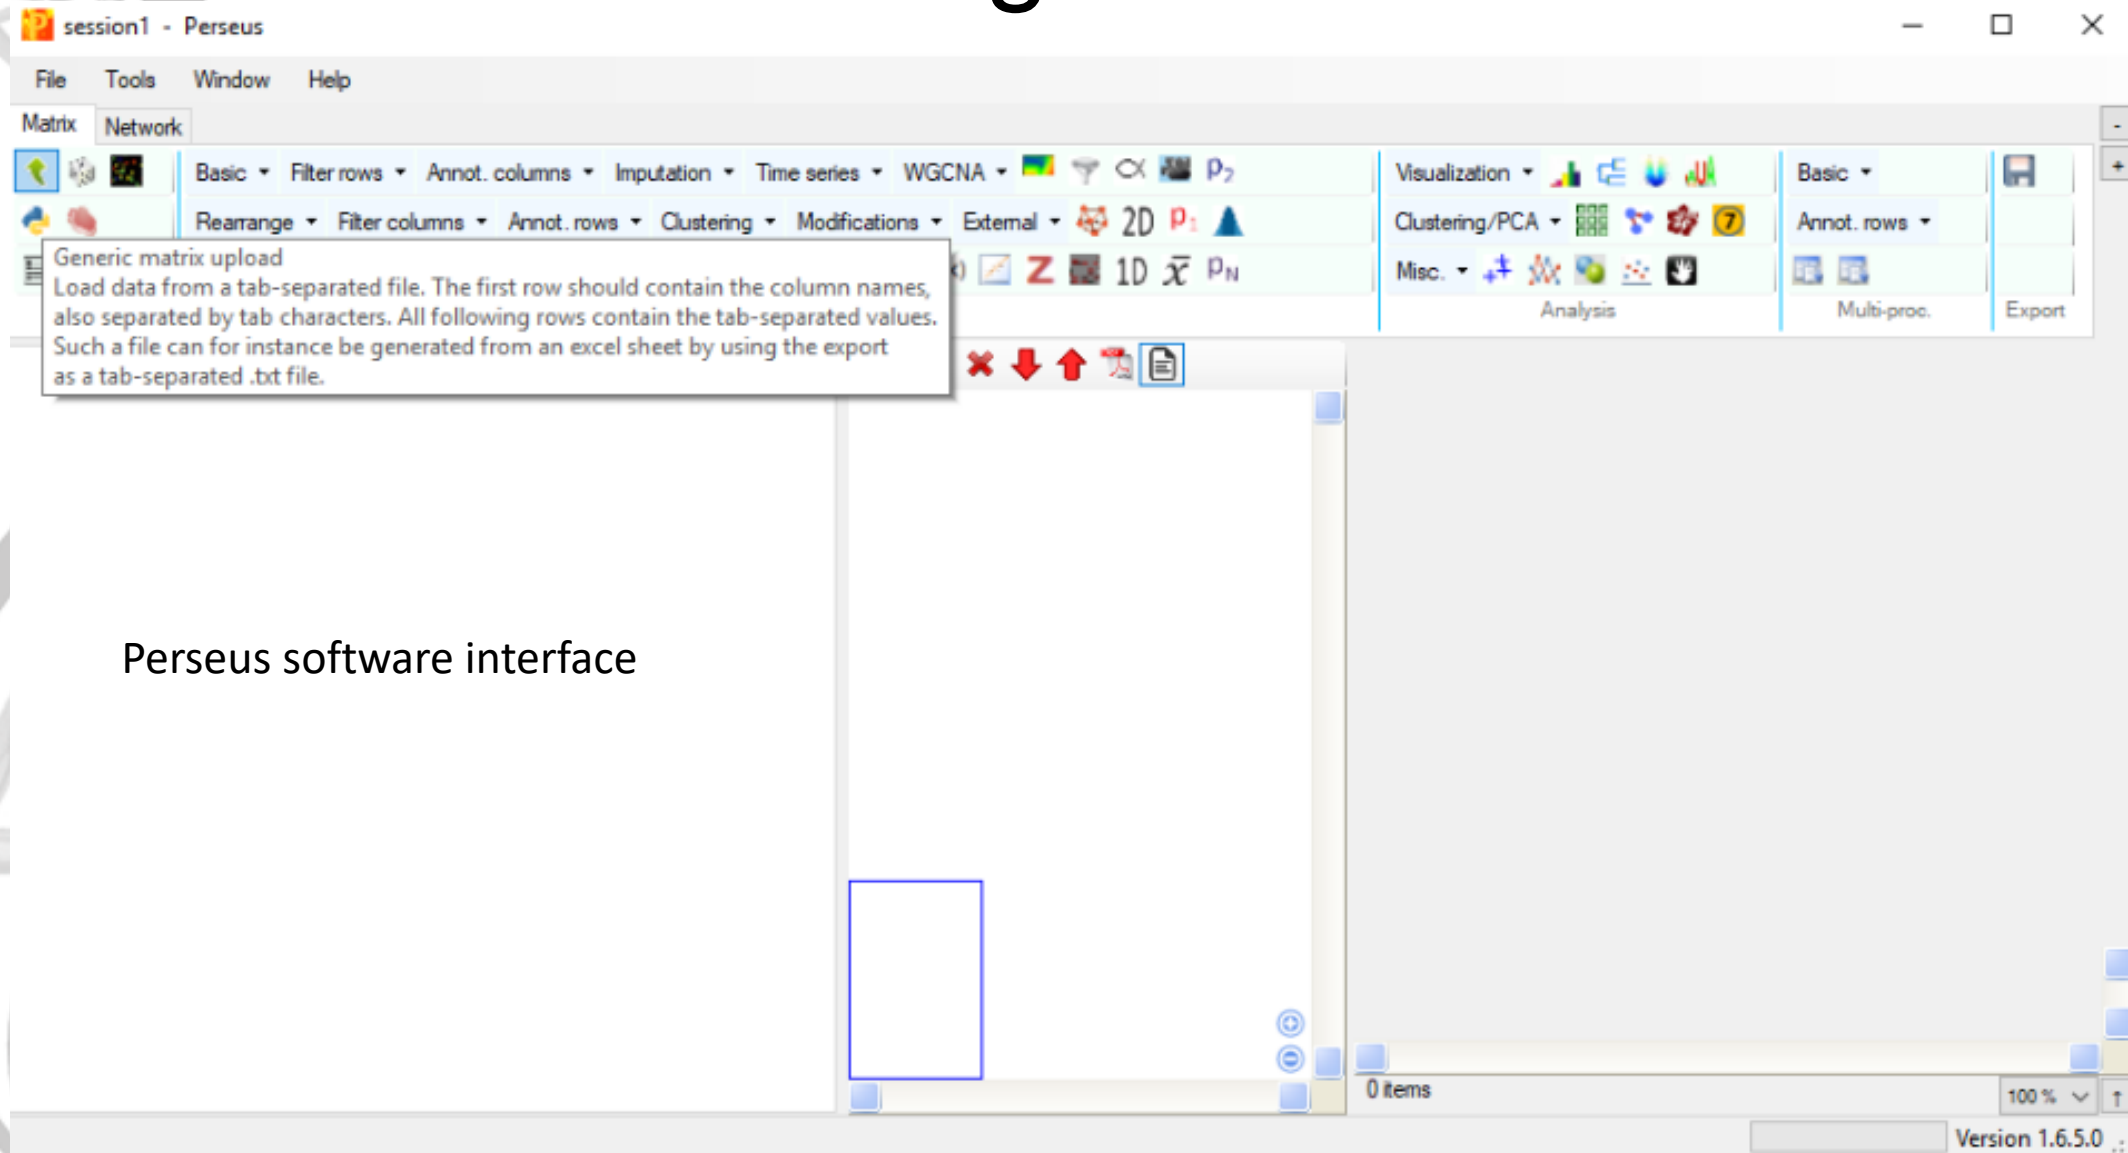 session1 - Perseus
File Tools Window Help
Matrix Network
Basic Filter rows Annot. columns Imputation Time series WGCNA p2 Visualization Basic
Rearrange Filter columns Annot. rows Clustering Modifications External 2D p1 Clustering/PCA 7 Annot. rows
Z 1D x̅ pN Misc.
Analysis Multi-proc. Export
Generic matrix upload
Load data from a tab-separated file. The first row should contain the column names,
also separated by tab characters. All following rows contain the tab-separated values.
Such a file can for instance be generated from an excel sheet by using the export
as a tab-separated .txt file.
Perseus software interface
0 items
100 %
Version 1.6.5.0